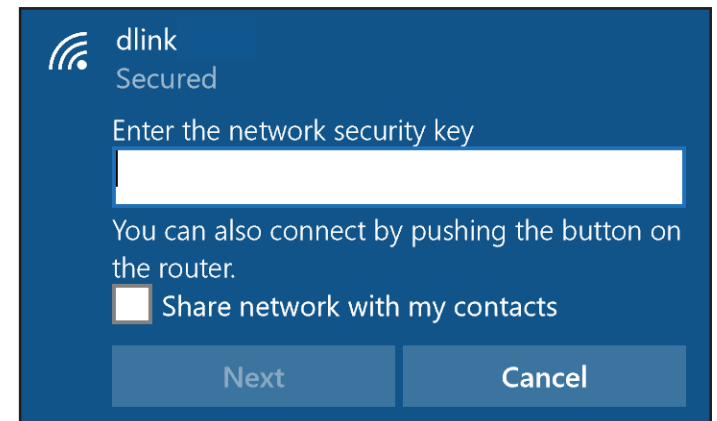 dlink
Secured
Enter the network security key
You can also connect by pushing the button on
the router.
Share network with my contacts
Next
Cancel